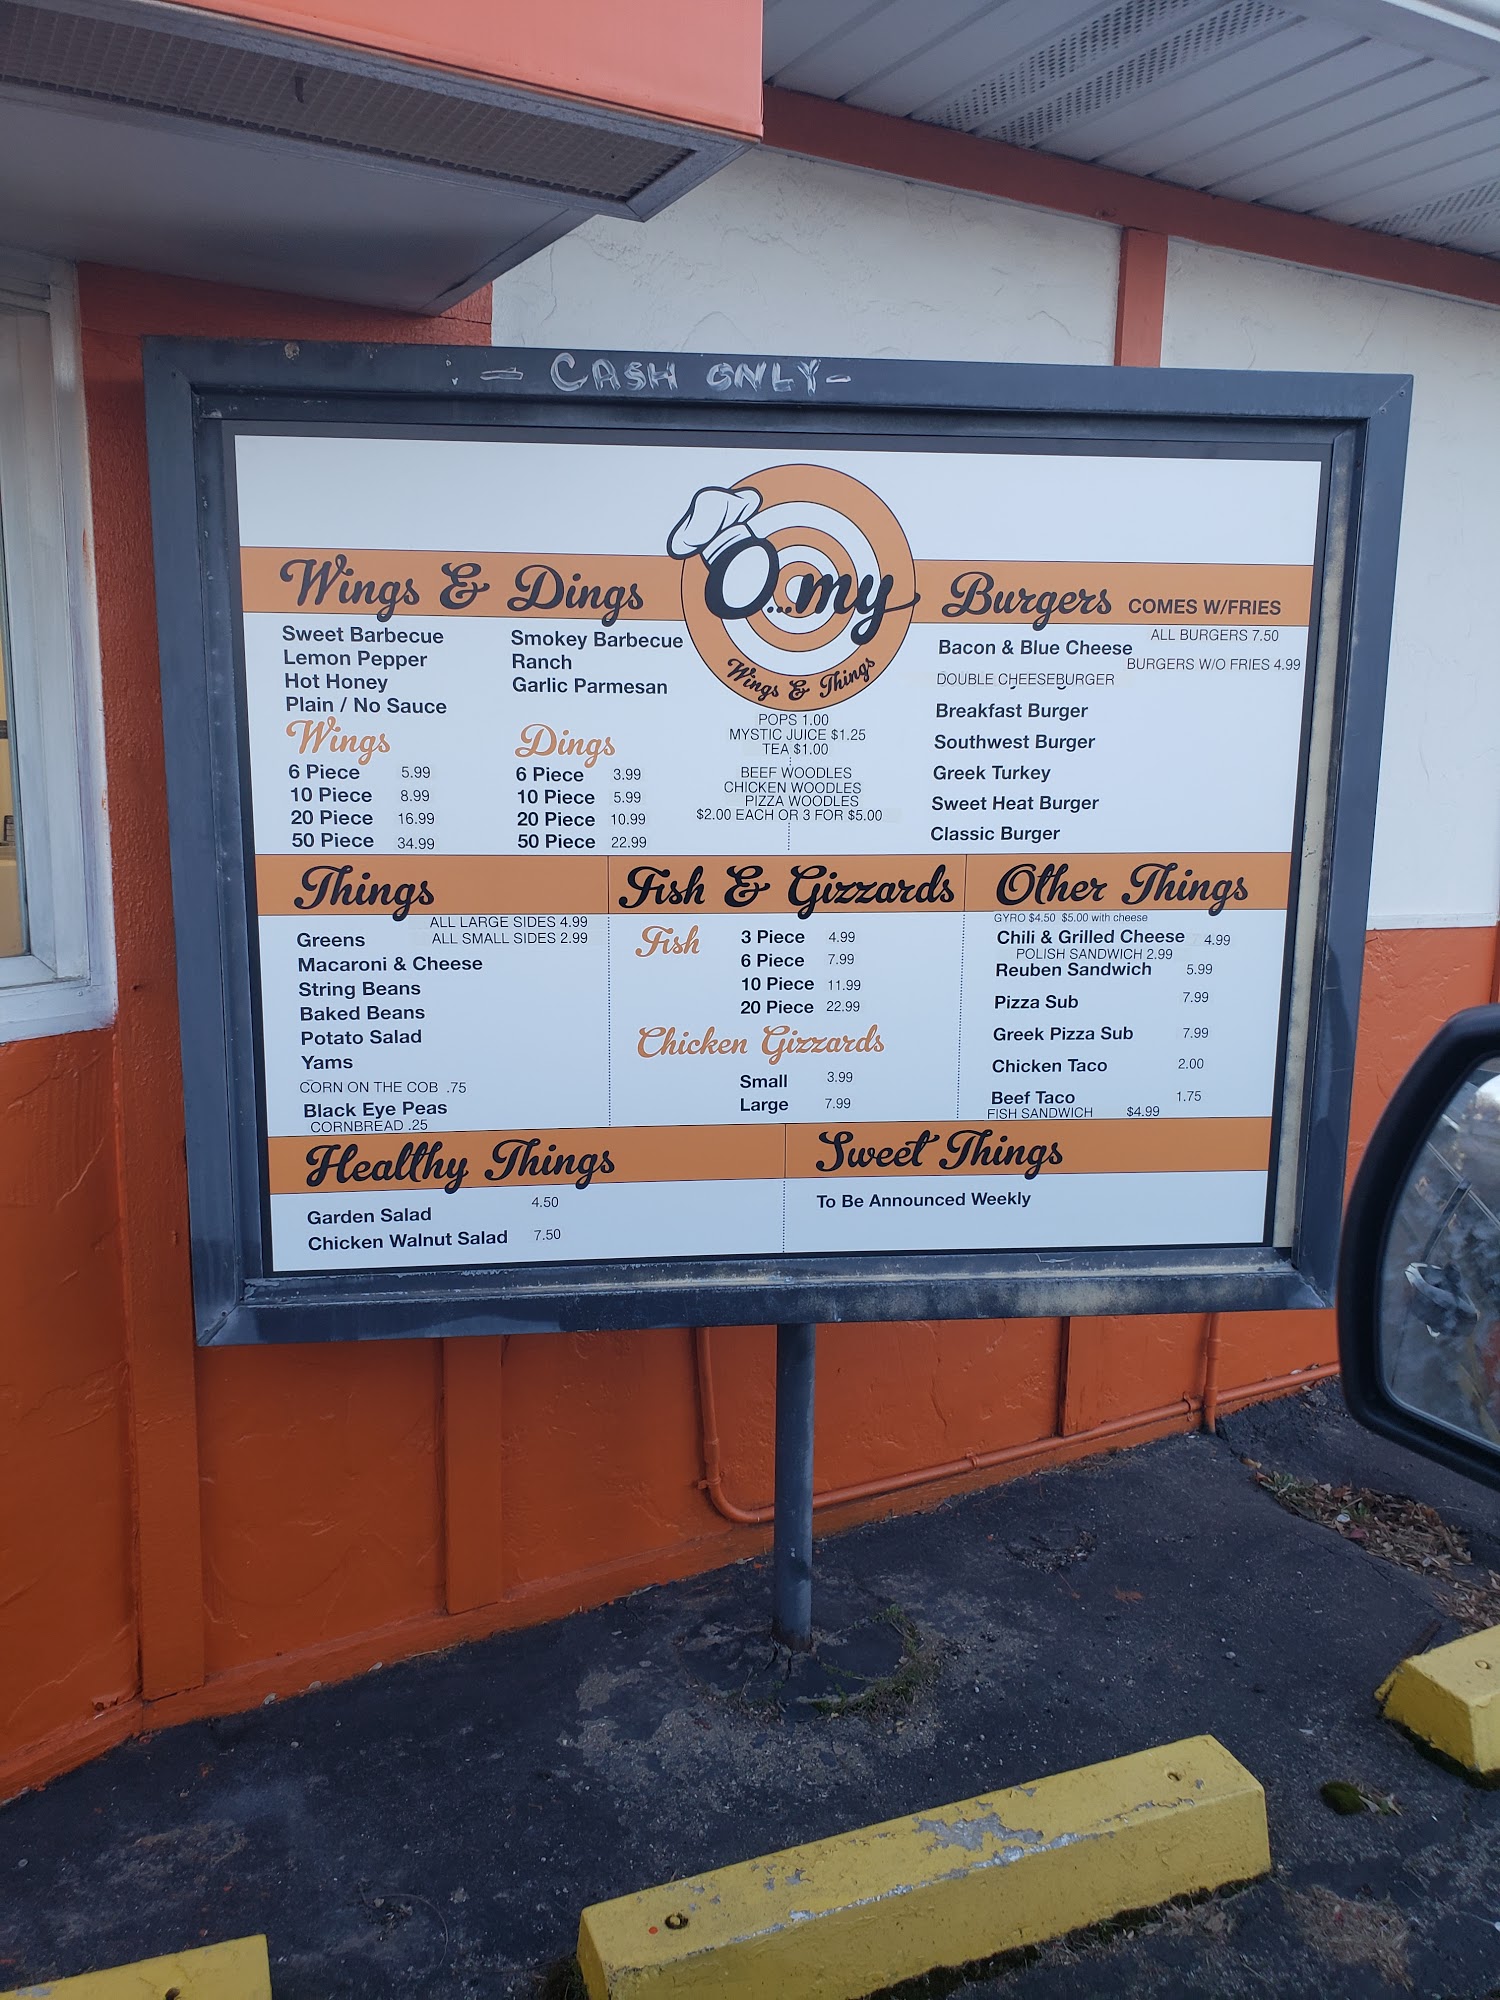 - CASH ONLY -
O...my
Wings & Things
Wings & Dings
Sweet Barbecue
Lemon Pepper
Hot Honey
Plain / No Sauce
Smokey Barbecue
Ranch
Garlic Parmesan
Wings
6 Piece 5.99
10 Piece 8.99
20 Piece 16.99
50 Piece 34.99
Dings
6 Piece 3.99
10 Piece 5.99
20 Piece 10.99
50 Piece 22.99
POPS 1.00
MYSTIC JUICE $1.25
TEA $1.00
BEEF WOODLES
CHICKEN WOODLES
PIZZA WOODLES
$2.00 EACH OR 3 FOR $5.00
Burgers COMES W/FRIES
ALL BURGERS 7.50
Bacon & Blue Cheese
BURGERS W/O FRIES 4.99
DOUBLE CHEESEBURGER
Breakfast Burger
Southwest Burger
Greek Turkey
Sweet Heat Burger
Classic Burger
Things
ALL LARGE SIDES 4.99
Greens ALL SMALL SIDES 2.99
Macaroni & Cheese
String Beans
Baked Beans
Potato Salad
Yams
CORN ON THE COB .75
Black Eye Peas
CORNBREAD .25
Fish & Gizzards
Fish
3 Piece 4.99
6 Piece 7.99
10 Piece 11.99
20 Piece 22.99
Chicken Gizzards
Small 3.99
Large 7.99
Other Things
GYRO $4.50 $5.00 with cheese
Chili & Grilled Cheese 4.99
POLISH SANDWICH 2.99
Reuben Sandwich 5.99
Pizza Sub 7.99
Greek Pizza Sub 7.99
Chicken Taco 2.00
Beef Taco 1.75
FISH SANDWICH $4.99
Healthy Things
Garden Salad 4.50
Chicken Walnut Salad 7.50
Sweet Things
To Be Announced Weekly